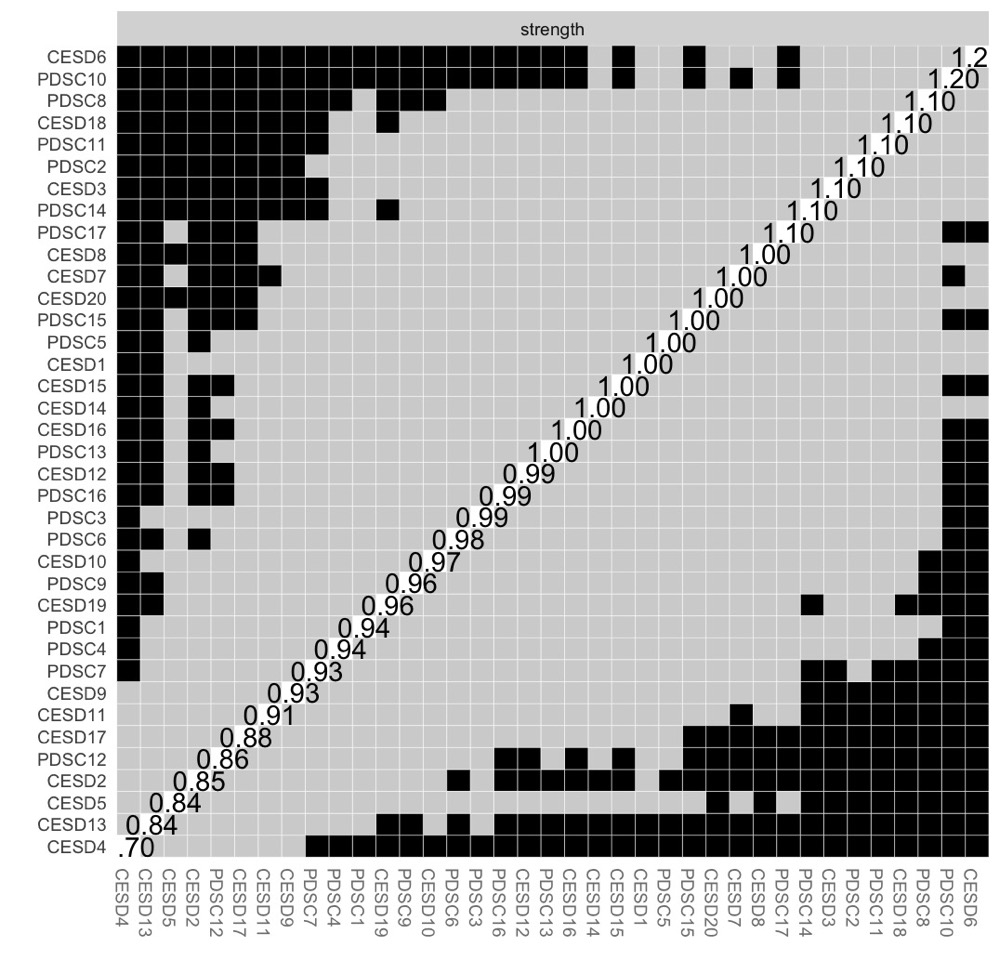 strength
CESD6 1.2
PDSC10 1.20
PDSC8 1.10
CESD18 1.10
PDSC11 1.10
PDSC2 1.10
CESD3 1.10
PDSC14 1.10
PDSC17 1.10
CESD8 1.00
CESD7 1.00
CESD20 1.00
PDSC15 1.00
PDSC5 1.00
CESD1 1.00
CESD15 1.00
CESD14 1.00
CESD16 1.00
PDSC13 1.00
CESD12 0.99
PDSC16 0.99
PDSC3 0.99
PDSC6 0.98
CESD10 0.97
PDSC9 0.96
CESD19 0.96
PDSC1 0.94
PDSC4 0.94
PDSC7 0.93
CESD9 0.93
CESD11 0.91
CESD17 0.88
PDSC12 0.86
CESD2 0.85
CESD5 0.84
CESD13 0.84
CESD4 .70
CESD4
CESD13
CESD5
CESD2
PDSC12
CESD17
CESD11
CESD9
PDSC7
PDSC4
PDSC1
CESD19
PDSC9
CESD10
PDSC6
PDSC3
PDSC16
CESD12
PDSC13
CESD16
CESD14
CESD15
CESD1
PDSC5
PDSC15
CESD20
CESD7
CESD8
PDSC17
PDSC14
CESD3
PDSC2
PDSC11
CESD18
PDSC8
PDSC10
CESD6